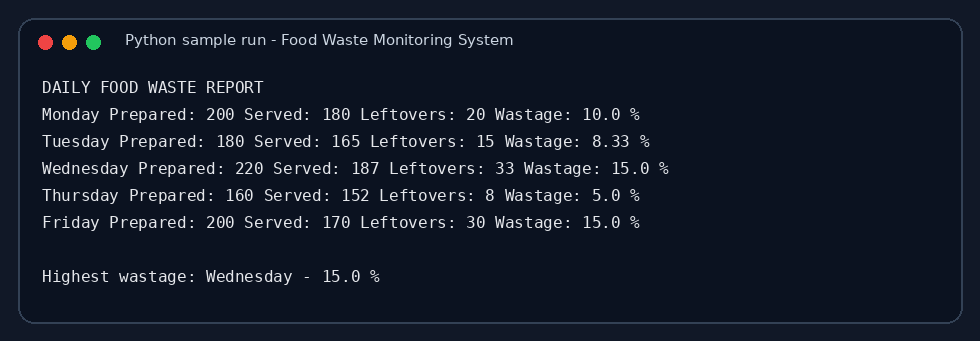 Python sample run - Food Waste Monitoring System
DAILY FOOD WASTE REPORT
Monday Prepared: 200 Served: 180 Leftovers: 20 Wastage: 10.0 %
Tuesday Prepared: 180 Served: 165 Leftovers: 15 Wastage: 8.33 %
Wednesday Prepared: 220 Served: 187 Leftovers: 33 Wastage: 15.0 %
Thursday Prepared: 160 Served: 152 Leftovers: 8 Wastage: 5.0 %
Friday Prepared: 200 Served: 170 Leftovers: 30 Wastage: 15.0 %
Highest wastage: Wednesday - 15.0 %